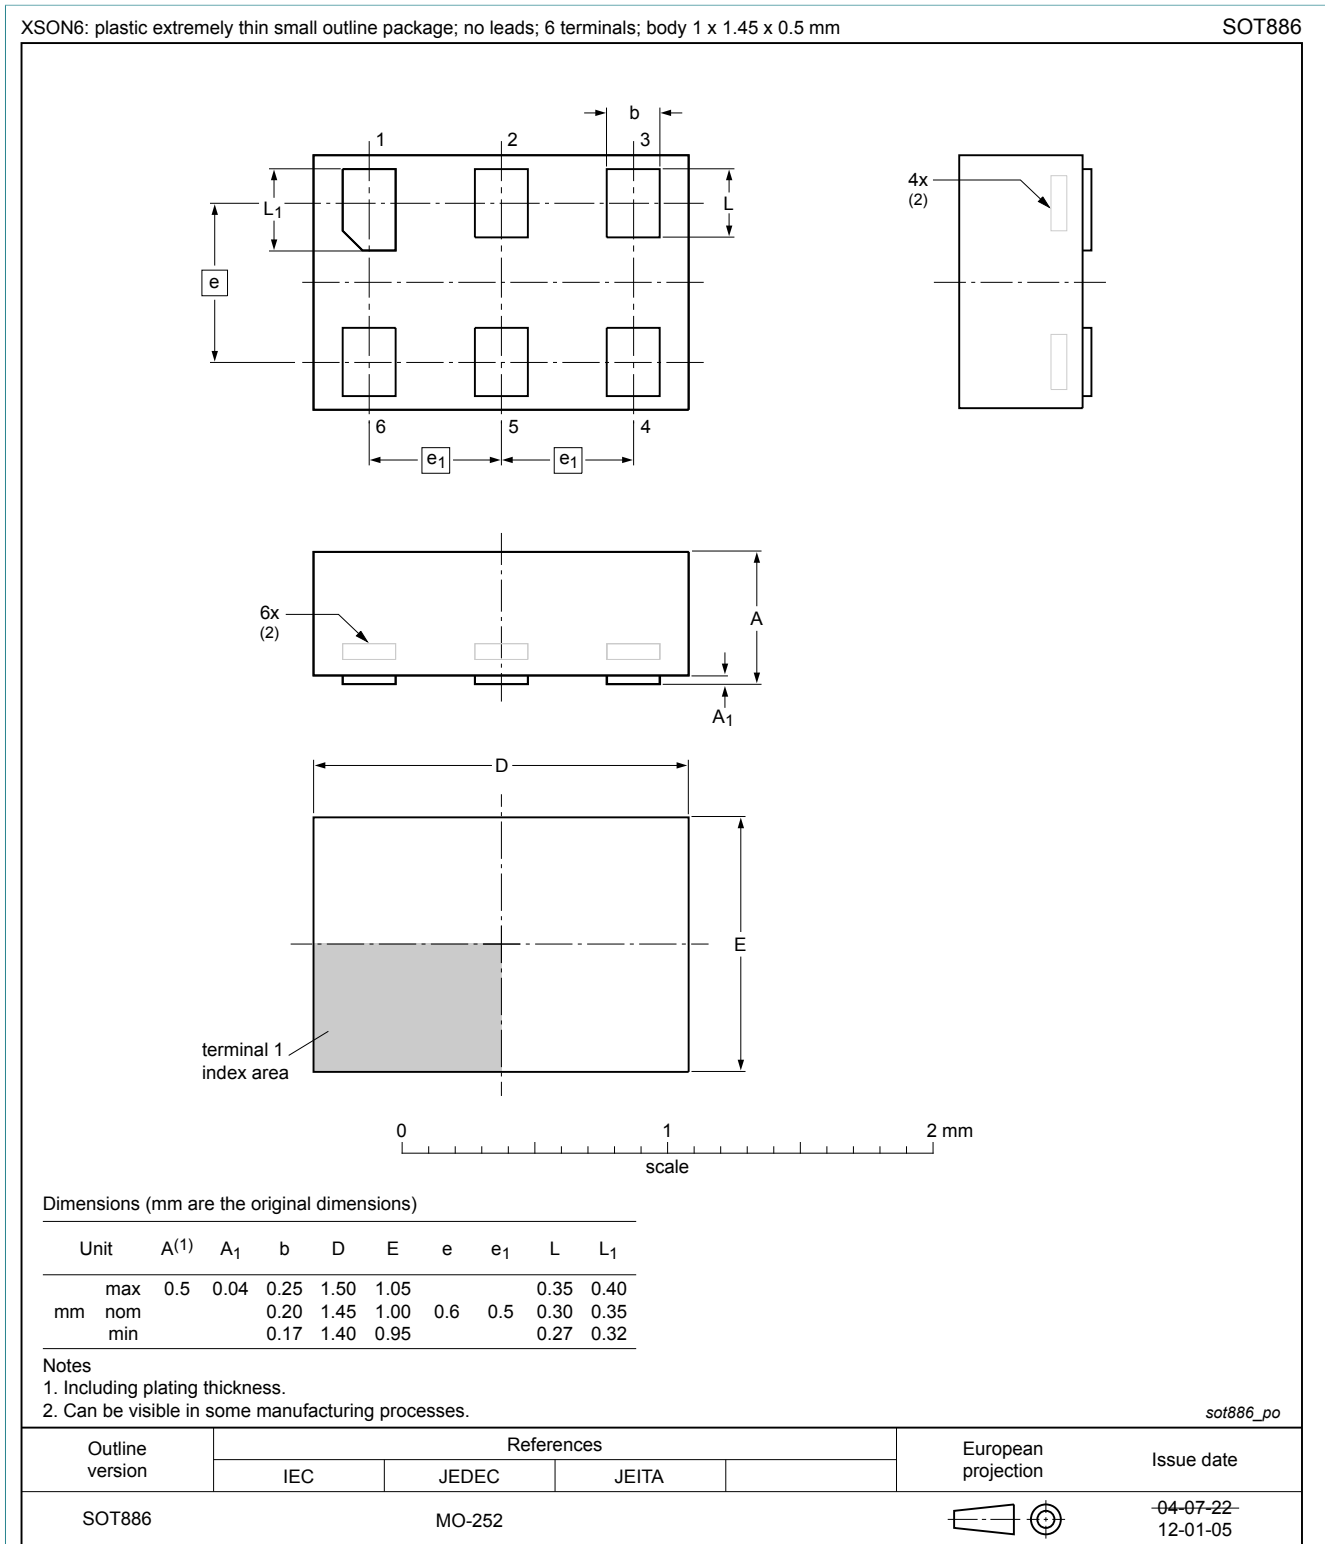 XSON6: plastic extremely thin small outline package; no leads; 6 terminals; body 1 x 1.45 x 0.5 mm SOT886
b
1 2 3
L1 L
e
4x
(2)
6 5 4
e1 e1
6x
(2)
A
A1
D
E
terminal 1
index area
0 1 2 mm
scale
Dimensions (mm are the original dimensions)
Unit A(1) A1 b D E e e1 L L1
max 0.5 0.04 0.25 1.50 1.05 0.35 0.40
mm nom 0.20 1.45 1.00 0.6 0.5 0.30 0.35
min 0.17 1.40 0.95 0.27 0.32
Notes
1. Including plating thickness.
2. Can be visible in some manufacturing processes.
sot886_po
Outline version References European projection Issue date
IEC JEDEC JEITA
SOT886 MO-252 04-07-22
12-01-05